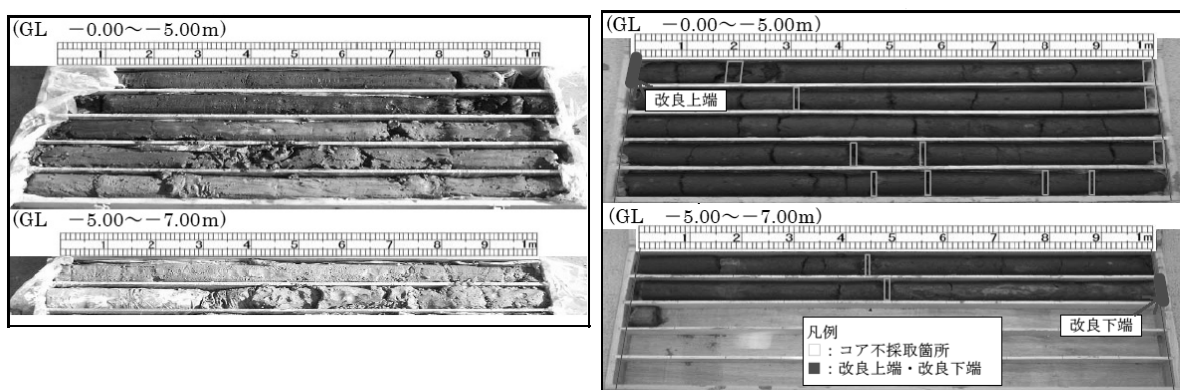 (GL －0.00～－5.00m)
1 2 3 4 5 6 7 8 9 1m
(GL －5.00～－7.00m)
1 2 3 4 5 6 7 8 9 1m
(GL －0.00～－5.00m)
1 2 3 4 5 6 7 8 9 1m
改良上端
(GL －5.00～－7.00m)
1 2 3 4 5 6 7 8 9 1m
改良下端
凡例
□：コア不採取箇所
■：改良上端・改良下端